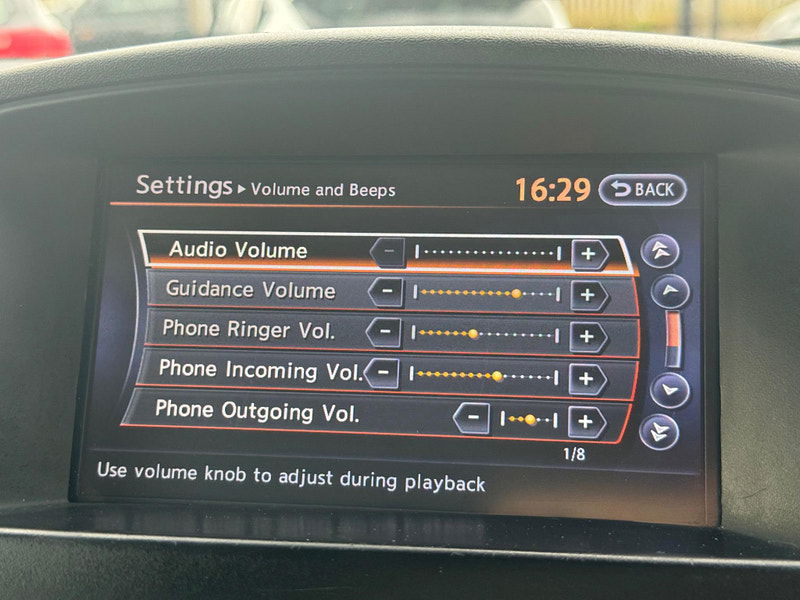 Settings ▸ Volume and Beeps 16:29 BACK
Audio Volume − +
Guidance Volume − +
Phone Ringer Vol. − +
Phone Incoming Vol. − +
Phone Outgoing Vol. − +
1/8
Use volume knob to adjust during playback